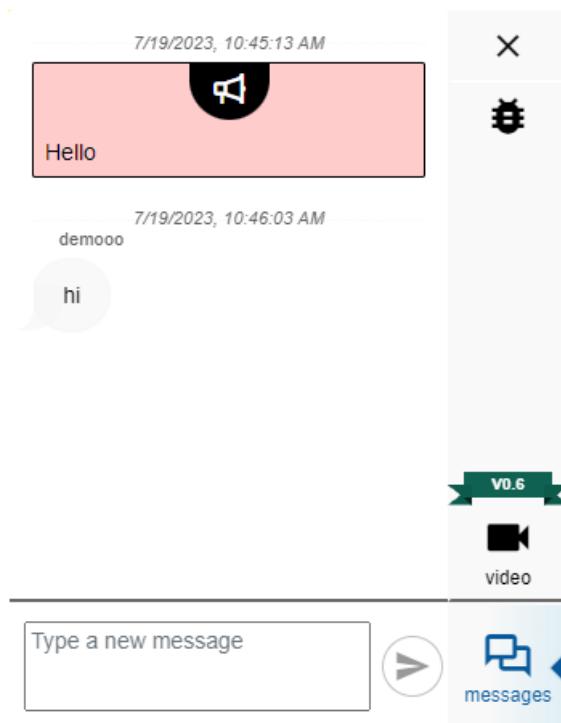 7/19/2023, 10:45:13 AM
Hello
7/19/2023, 10:46:03 AM
demooo
hi
V0.6
video
Type a new message
messages